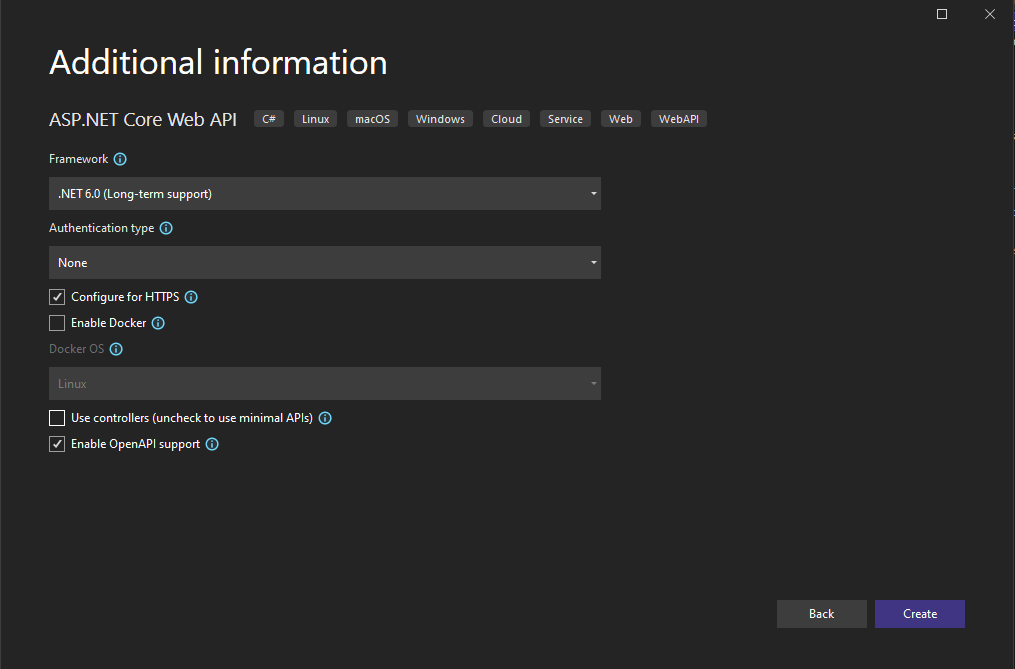 Additional information
ASP.NET Core Web API C# Linux macOS Windows Cloud Service Web WebAPI
Framework
.NET 6.0 (Long-term support)
Authentication type
None
Configure for HTTPS
Enable Docker
Docker OS
Linux
Use controllers (uncheck to use minimal APIs)
Enable OpenAPI support
Back Create